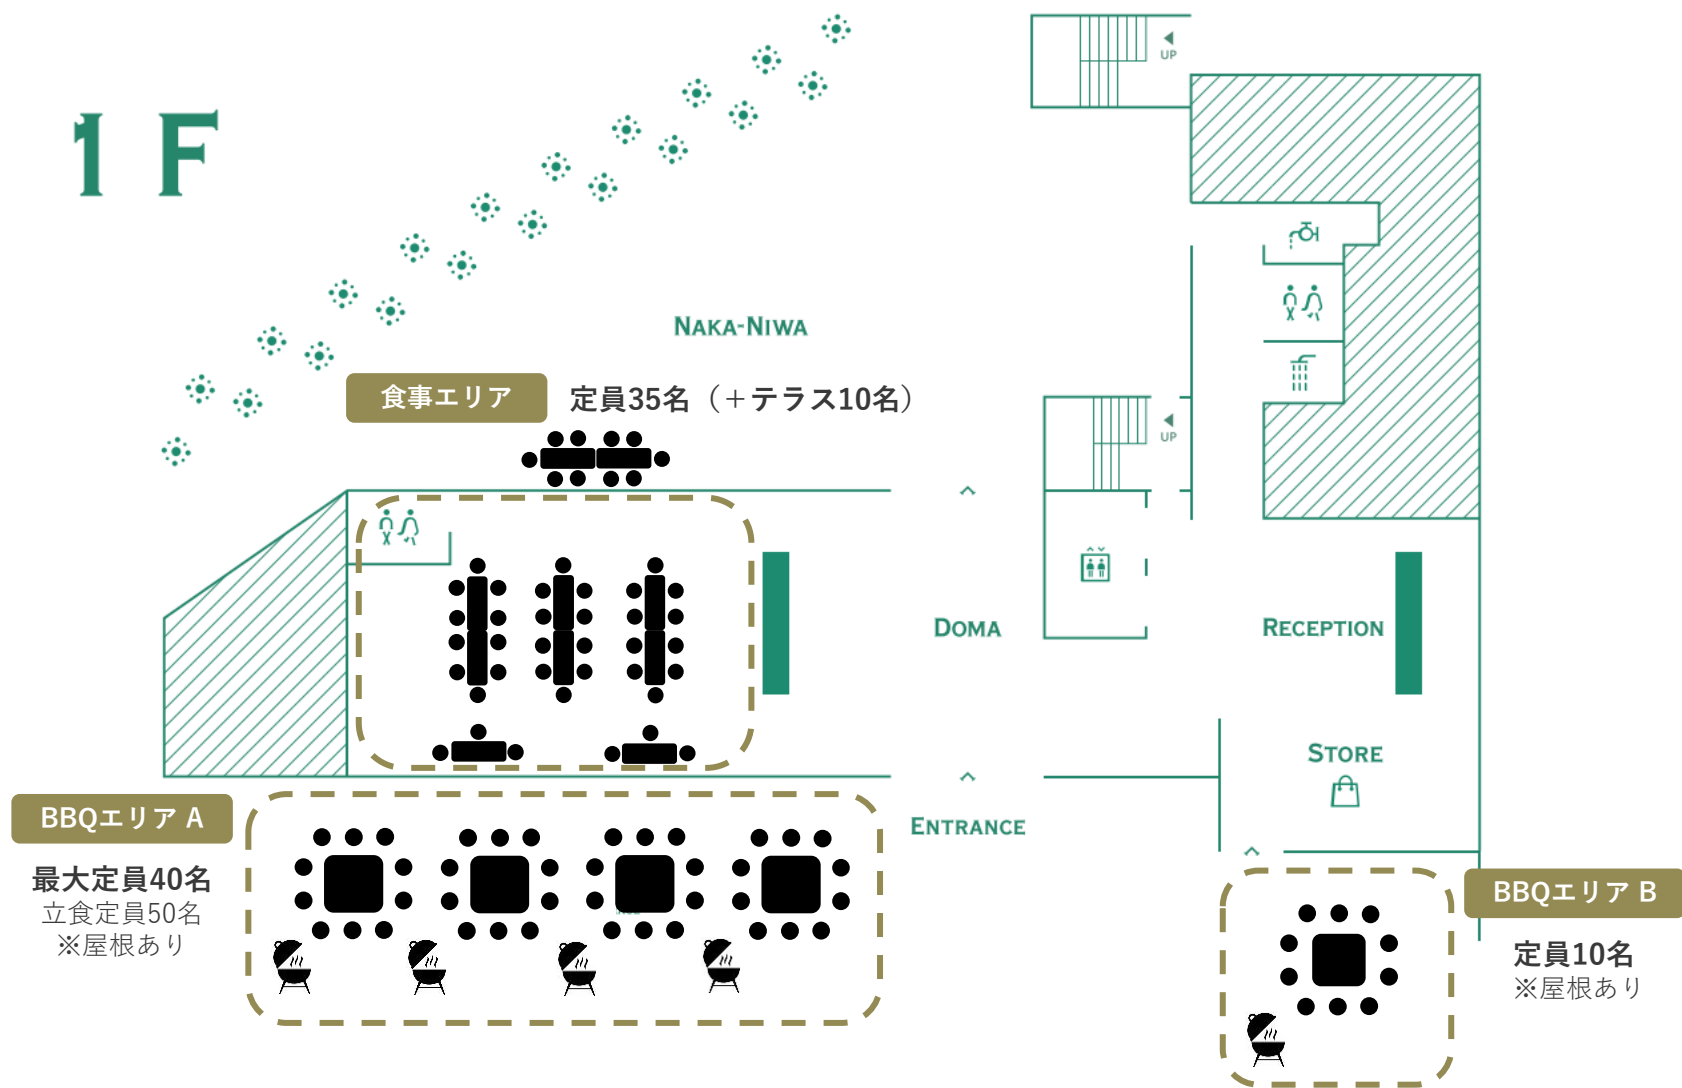 1F
UP
NAKA-NIWA
食事エリア
定員35名（＋テラス10名）
UP
DOMA
RECEPTION
STORE
ENTRANCE
BBQエリア A
最大定員40名
立食定員50名
※屋根あり
BBQエリア B
定員10名
※屋根あり